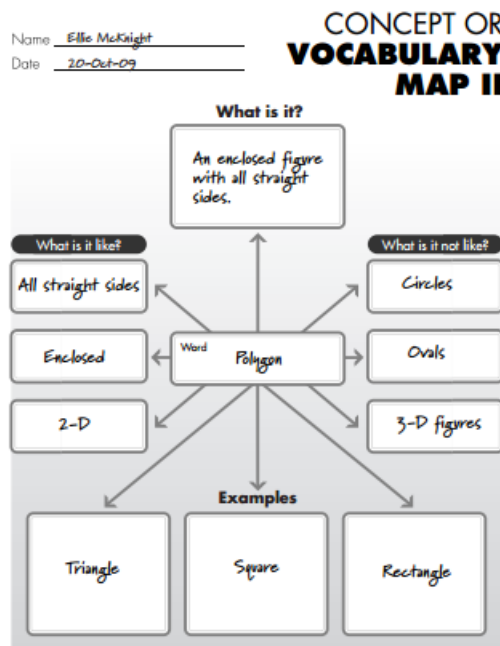 Name Ellie McKnight
Date 20-Oct-09
CONCEPT OR
VOCABULARY
MAP II
What is it?
An enclosed figure
with all straight
sides.
What is it like?
What is it not like?
All straight sides
Circles
Enclosed
Word
Polygon
Ovals
2-D
3-D figures
Examples
Triangle
Square
Rectangle